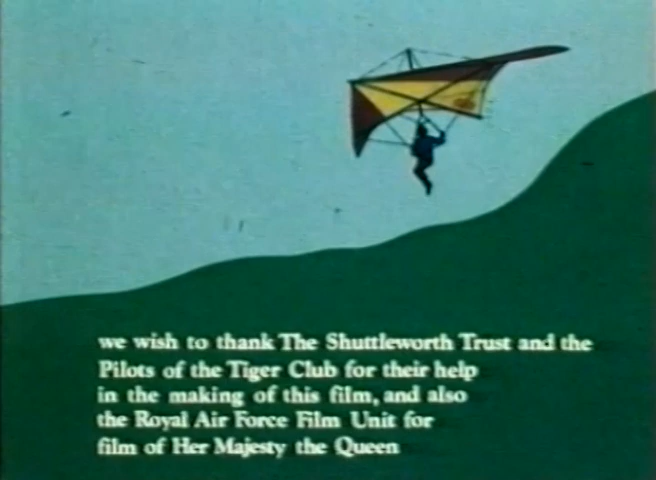 we wish to thank The Shuttleworth Trust and the
Pilots of the Tiger Club for their help
in the making of this film, and also
the Royal Air Force Film Unit for
film of Her Majesty the Queen